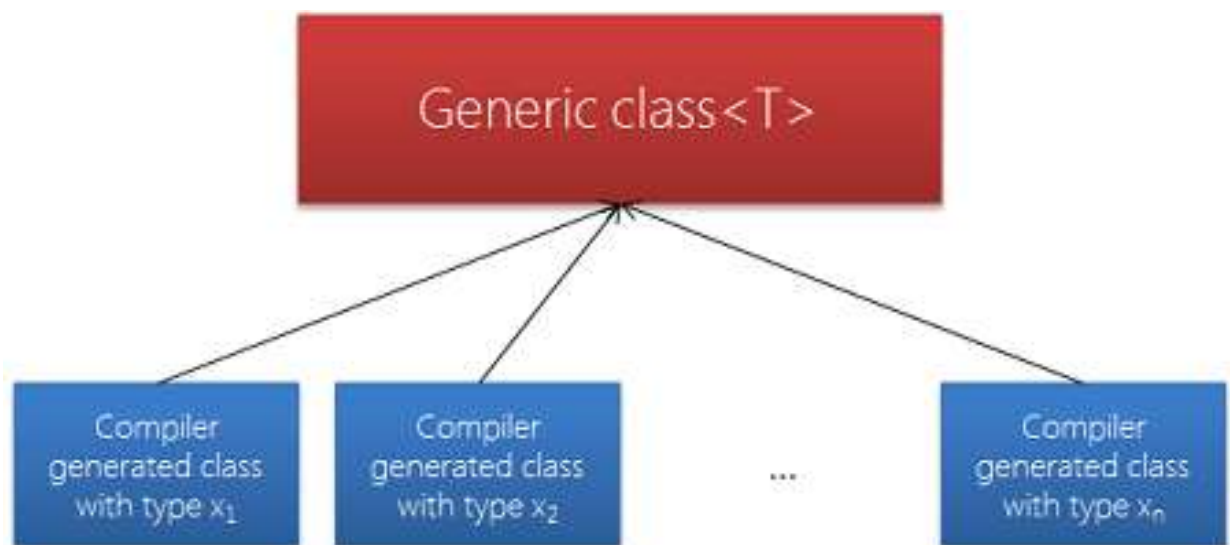 Generic class<T>
Compiler
generated class
with type x₁
Compiler
generated class
with type x₂
...
Compiler
generated class
with type xₙ